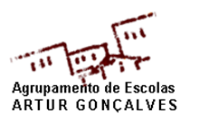 Agrupamento de Escolas
ARTUR GONÇALVES